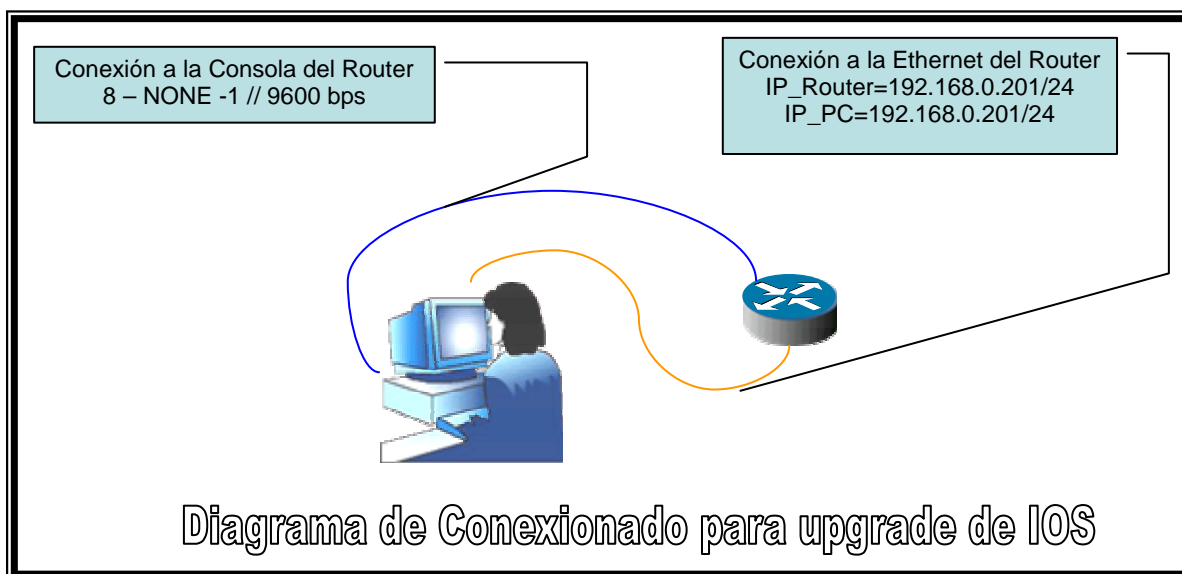 Conexión a la Consola del Router
8 – NONE -1 // 9600 bps
Conexión a la Ethernet del Router
IP_Router=192.168.0.201/24
IP_PC=192.168.0.201/24
Diagrama de Conexionado para upgrade de IOS